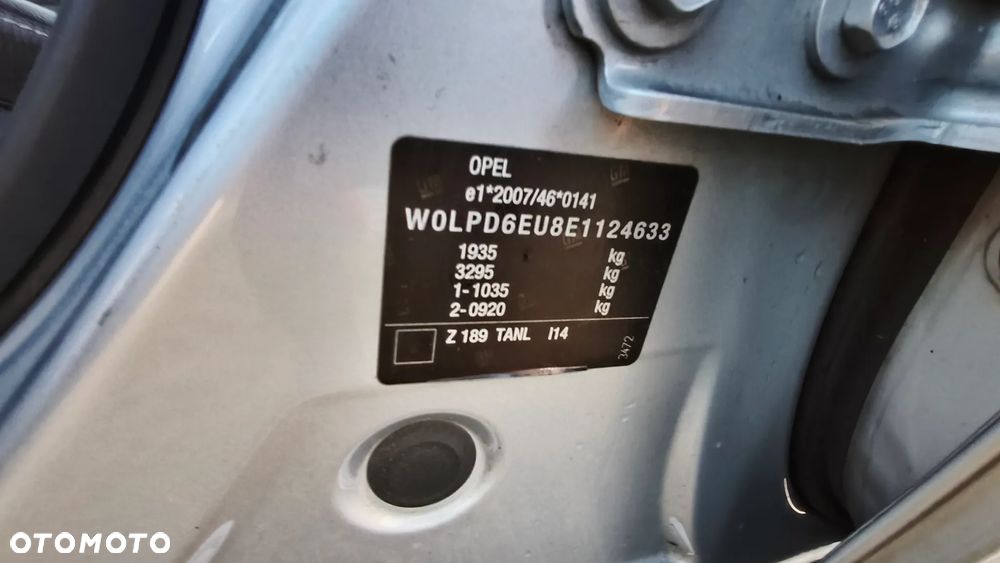 OPEL
e1*2007/46*0141
W0LPD6EU8E1124633
1935 kg
3295 kg
1-1035 kg
2-0920 kg
Z 189 TANL I14
3472
OTOMOTO